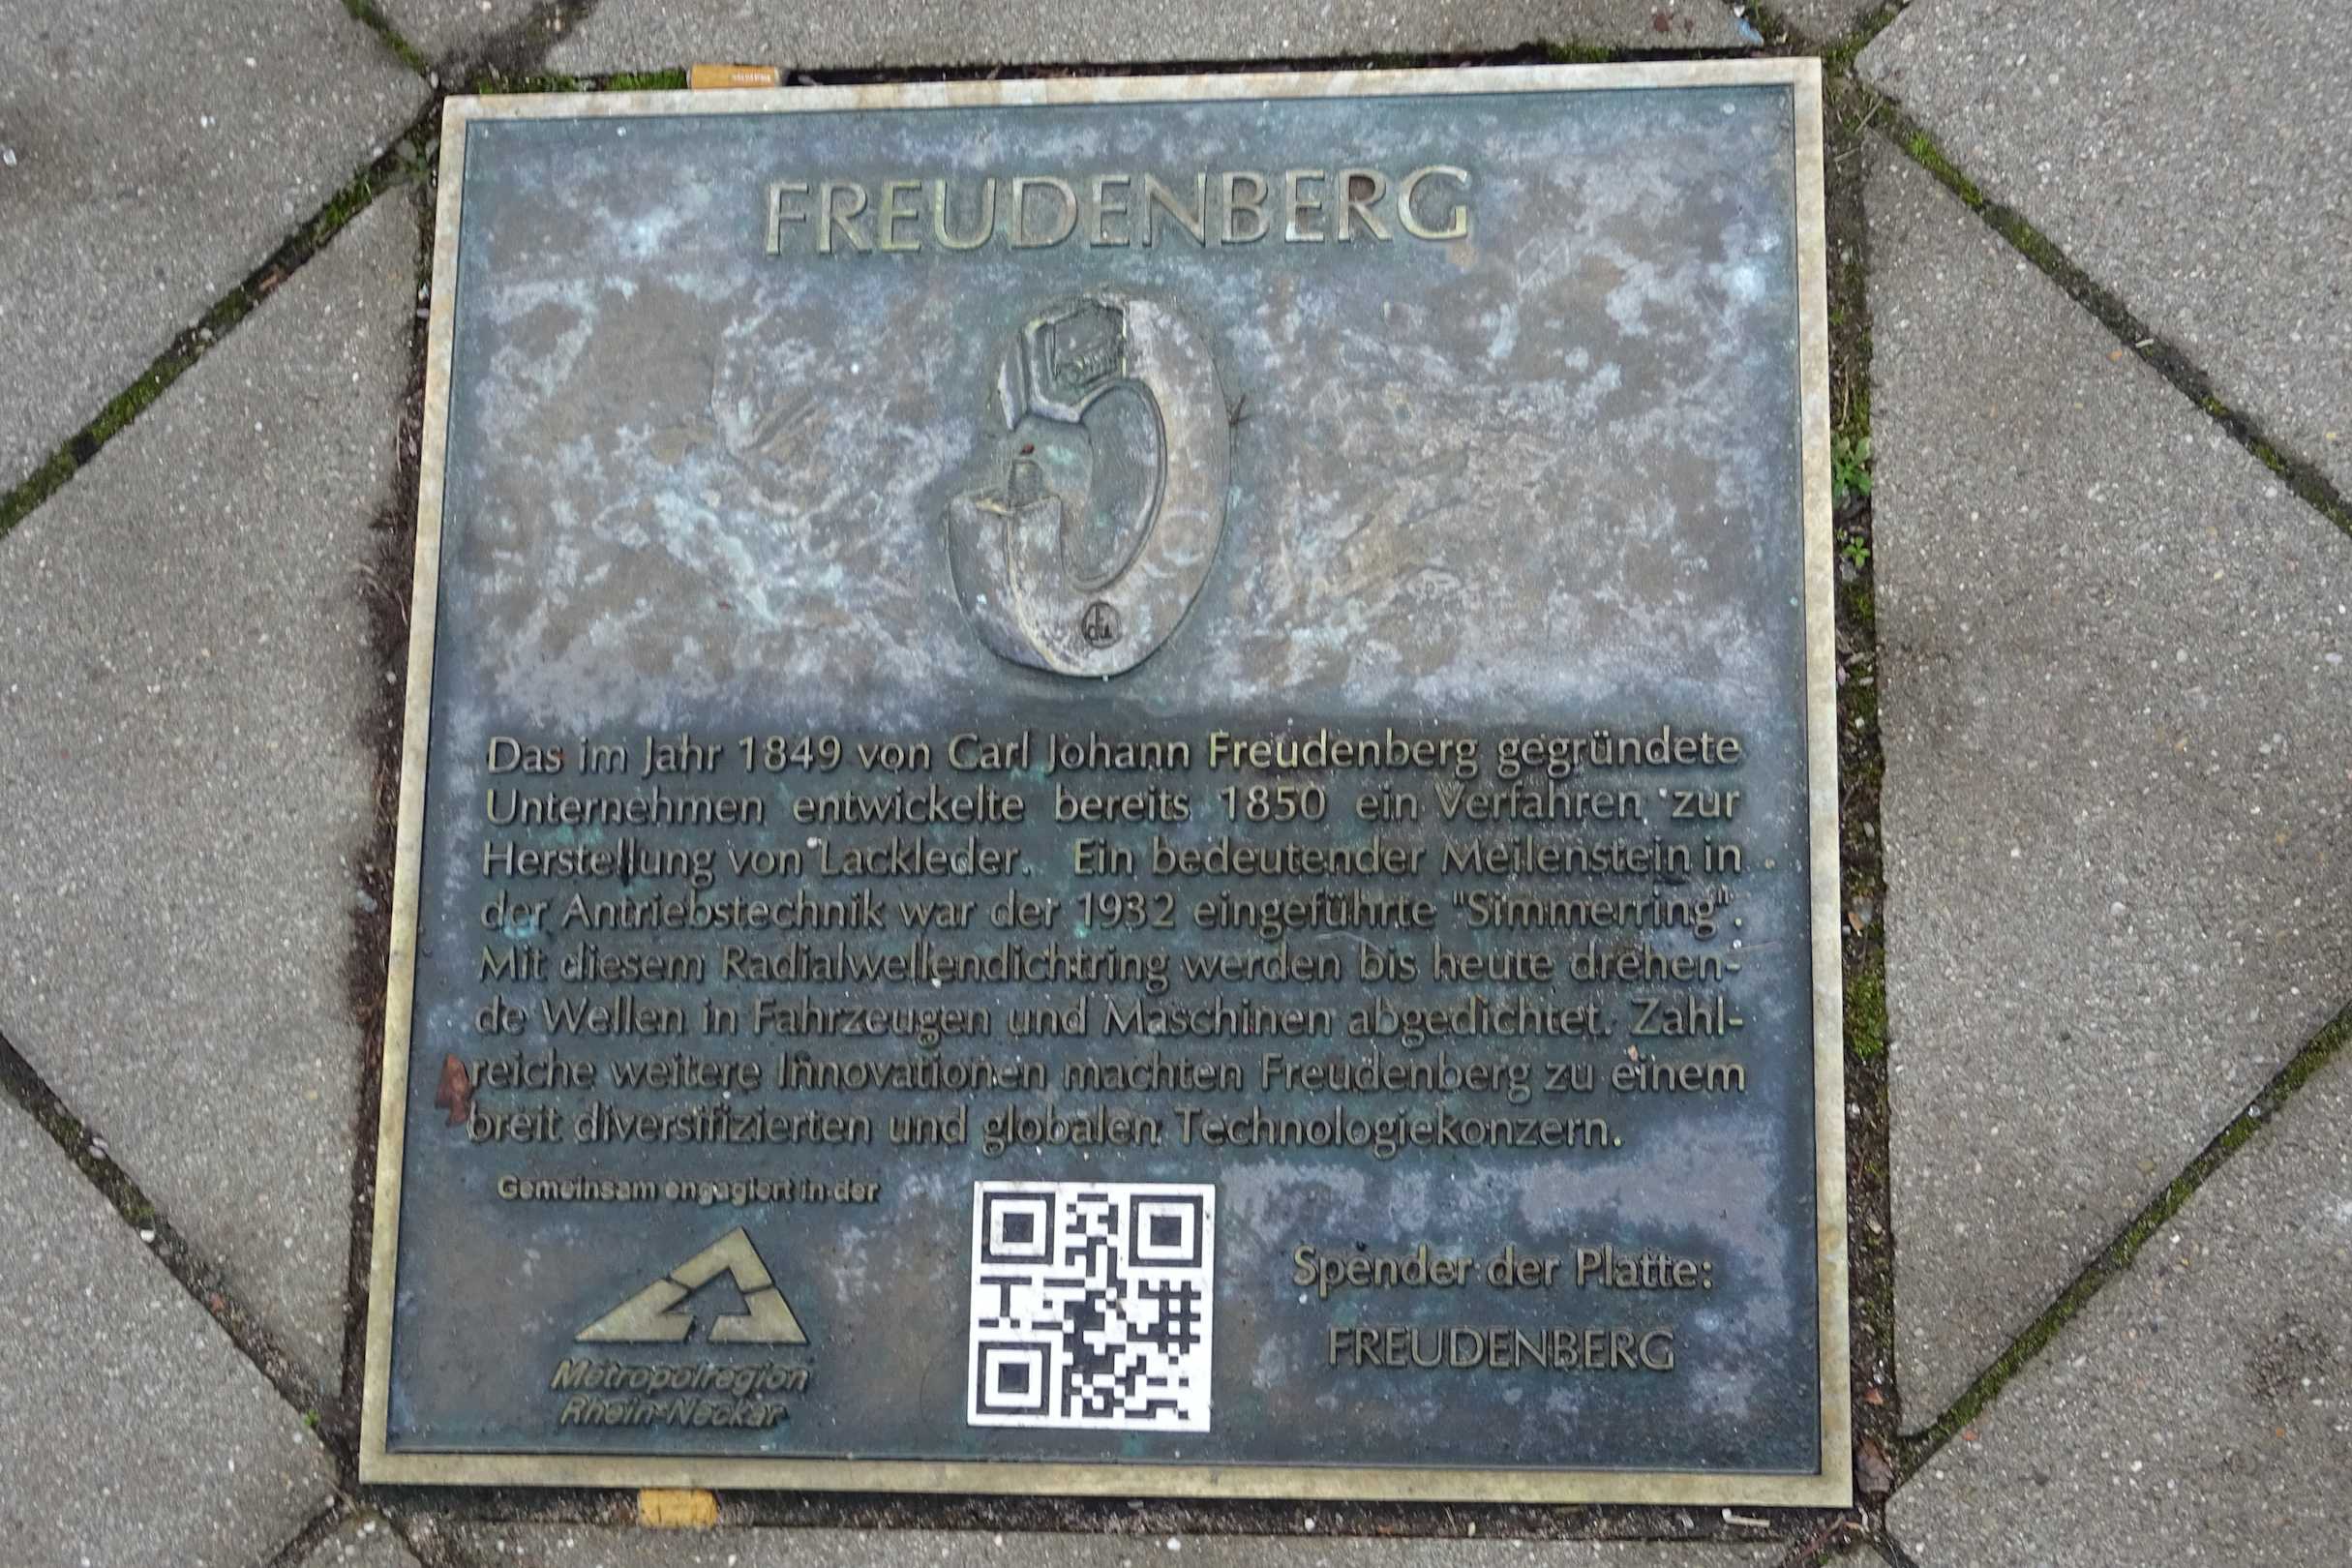 FREUDENBERG
Das im Jahr 1849 von Carl Johann Freudenberg gegründete
Unternehmen entwickelte bereits 1850 ein Verfahren zur
Herstellung von Lackleder. Ein bedeutender Meilenstein in
der Antriebstechnik war der 1932 eingeführte "Simmerring".
Mit diesem Radialwellendichtring werden bis heute drehen-
de Wellen in Fahrzeugen und Maschinen abgedichtet. Zahl-
reiche weitere Innovationen machten Freudenberg zu einem
breit diversifizierten und globalen Technologiekonzern.
Gemeinsam engagiert in der
Metropolregion
Rhein-Neckar
Spender der Platte:
FREUDENBERG